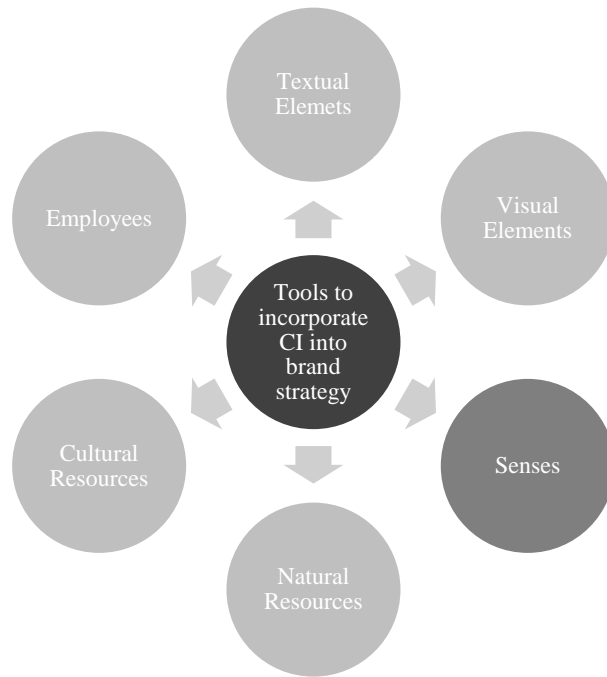 Textual
Elemets
Employees
Visual
Elements
Tools to
incorporate
CI into
brand
strategy
Cultural
Resources
Senses
Natural
Resources